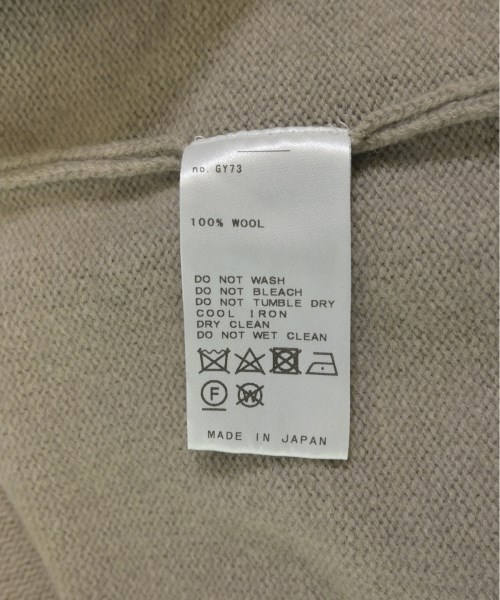 no. GY73
100% WOOL
DO NOT WASH
DO NOT BLEACH
DO NOT TUMBLE DRY
COOL IRON
DRY CLEAN
DO NOT WET CLEAN
F W
MADE IN JAPAN